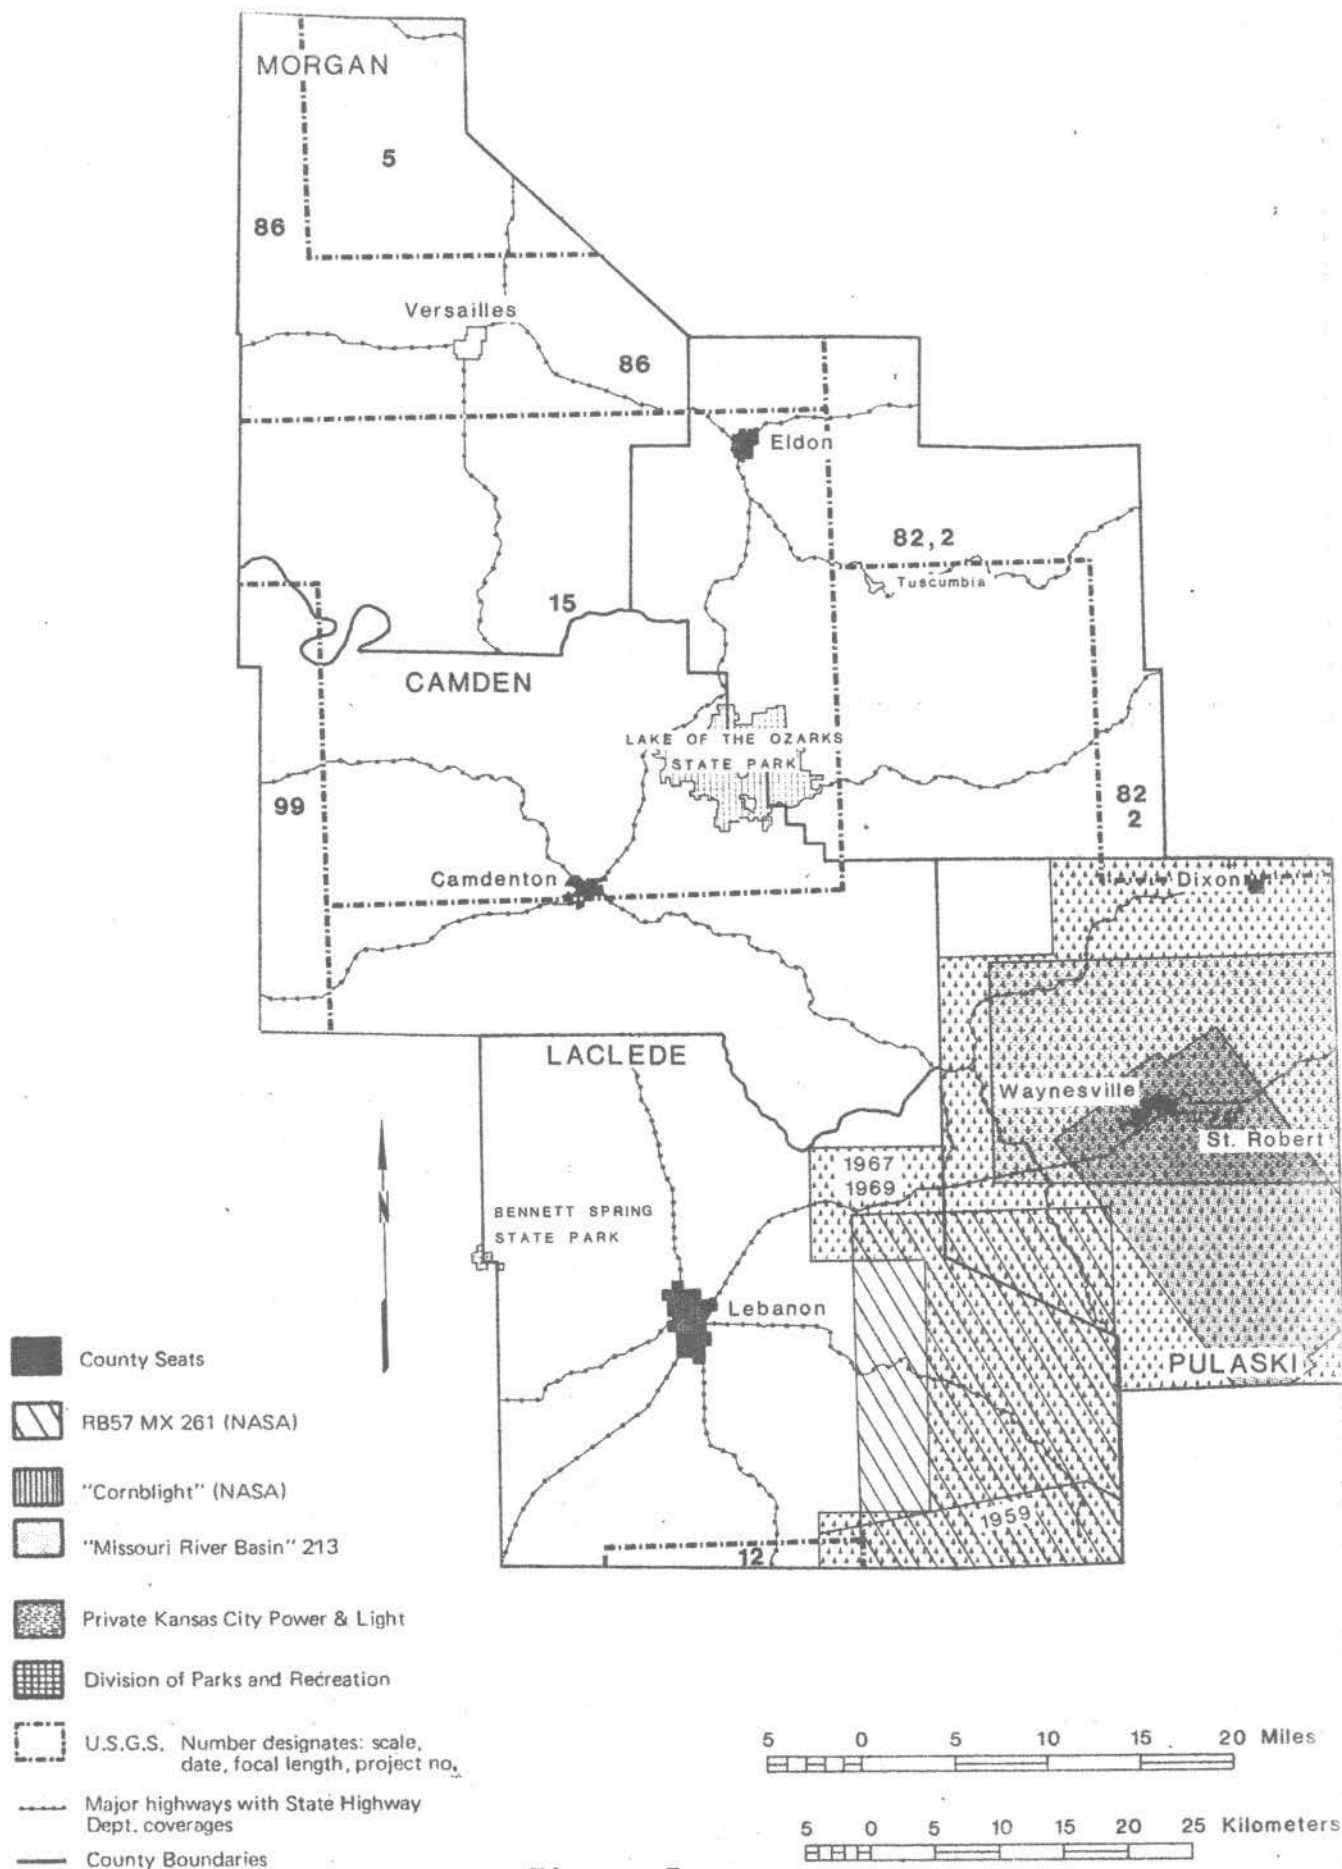 MORGAN
5
86
Versailles
86
Eldon
82, 2
Tuscumbia
15
CAMDEN
LAKE OF THE OZARKS
STATE PARK
99
82
2
Camdenton
Dixon
LACLEDE
Waynesville
St. Robert
1967
1969
N
BENNETT SPRING
STATE PARK
Lebanon
PULASKI
1959
12
County Seats
RB57 MX 261 (NASA)
"Cornblight" (NASA)
"Missouri River Basin" 213
Private Kansas City Power & Light
Division of Parks and Recreation
U.S.G.S. Number designates: scale,
date, focal length, project no.
Major highways with State Highway
Dept. coverages
County Boundaries
5 0 5 10 15 20 Miles
5 0 5 10 15 20 25 Kilometers